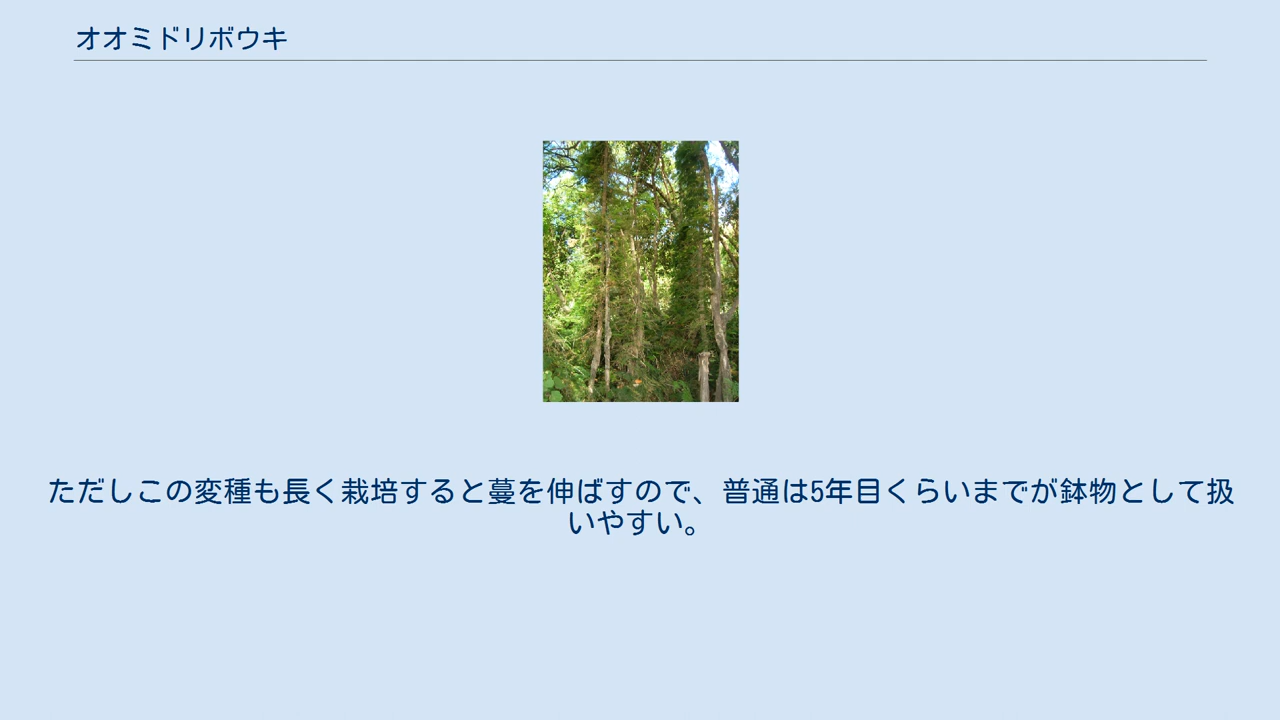 オオミドリボウキ
ただしこの変種も長く栽培すると蔓を伸ばすので、普通は5年目くらいまでが鉢物として扱
いやすい。